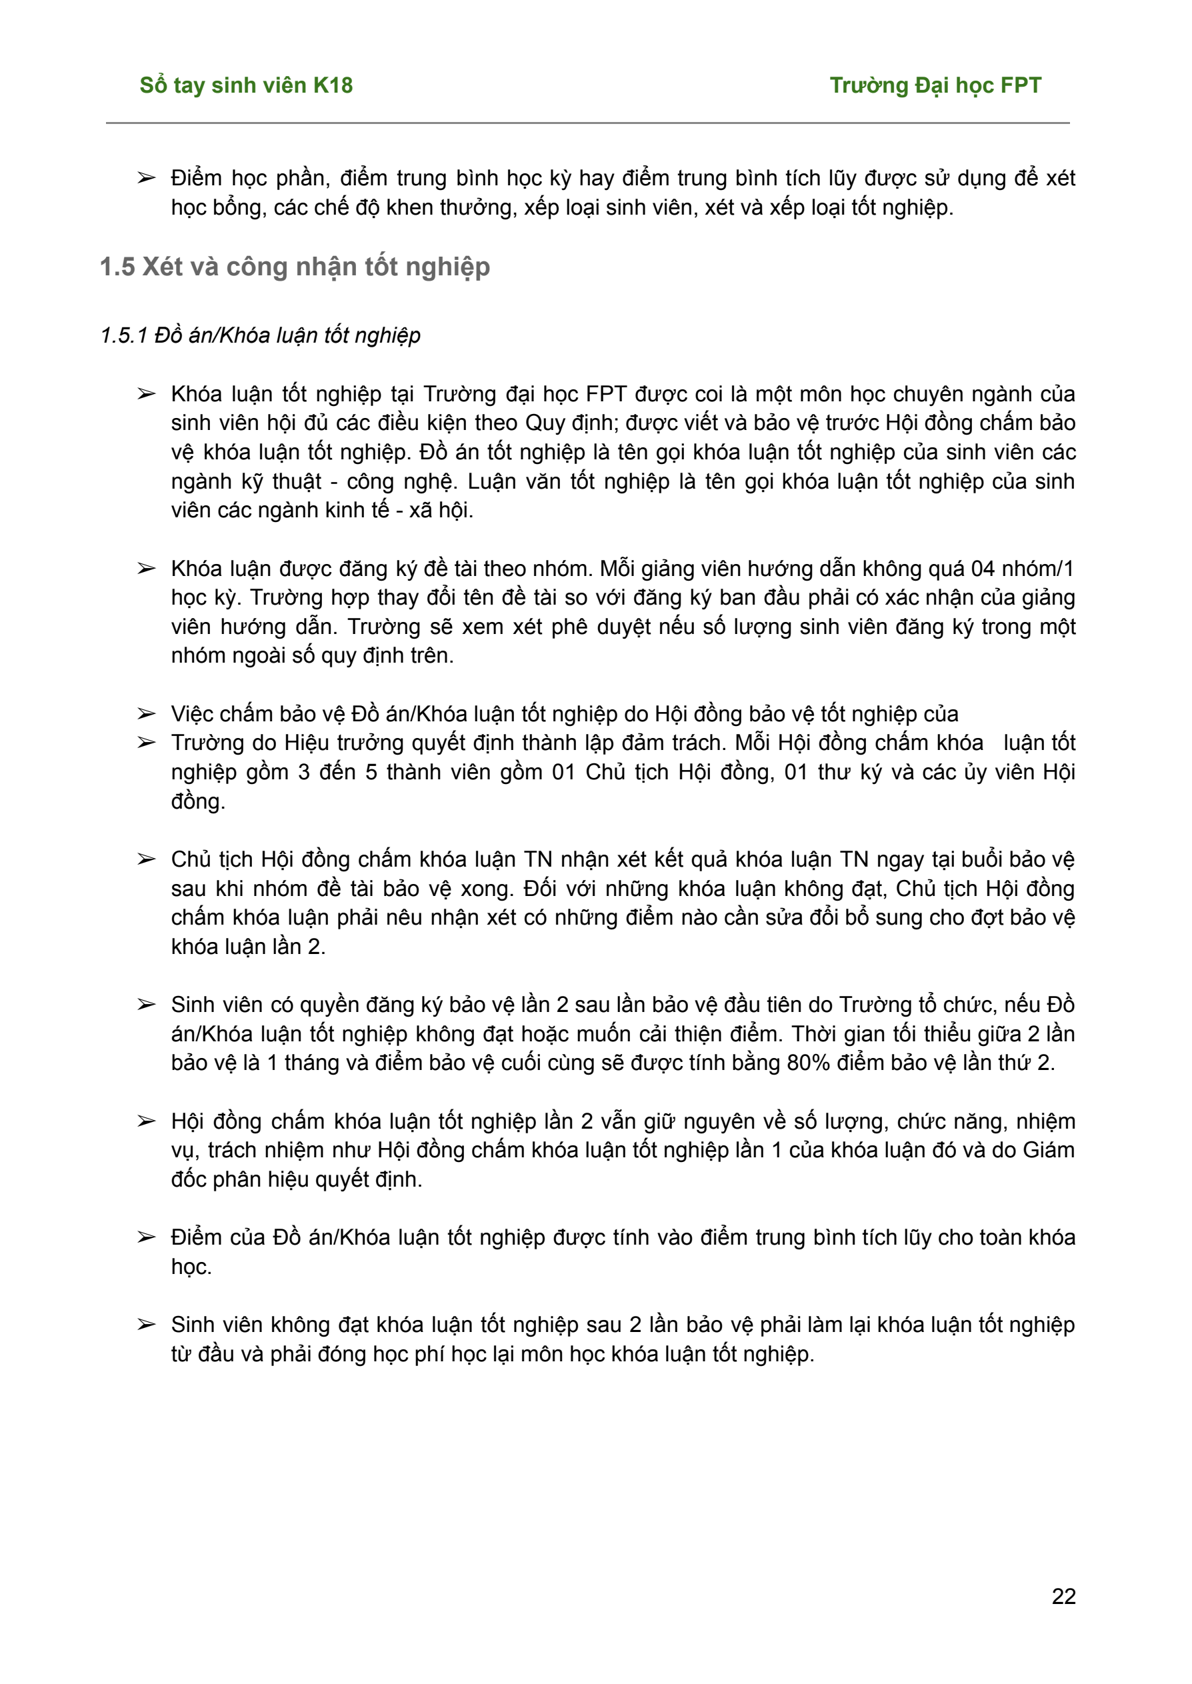 Sổ tay sinh viên K18 Trường Đại học FPT
➢ Điểm học phần, điểm trung bình học kỳ hay điểm trung bình tích lũy được sử dụng để xét
học bổng, các chế độ khen thưởng, xếp loại sinh viên, xét và xếp loại tốt nghiệp.
1.5 Xét và công nhận tốt nghiệp
1.5.1 Đồ án/Khóa luận tốt nghiệp
➢ Khóa luận tốt nghiệp tại Trường đại học FPT được coi là một môn học chuyên ngành của
sinh viên hội đủ các điều kiện theo Quy định; được viết và bảo vệ trước Hội đồng chấm bảo
vệ khóa luận tốt nghiệp. Đồ án tốt nghiệp là tên gọi khóa luận tốt nghiệp của sinh viên các
ngành kỹ thuật - công nghệ. Luận văn tốt nghiệp là tên gọi khóa luận tốt nghiệp của sinh
viên các ngành kinh tế - xã hội.
➢ Khóa luận được đăng ký đề tài theo nhóm. Mỗi giảng viên hướng dẫn không quá 04 nhóm/1
học kỳ. Trường hợp thay đổi tên đề tài so với đăng ký ban đầu phải có xác nhận của giảng
viên hướng dẫn. Trường sẽ xem xét phê duyệt nếu số lượng sinh viên đăng ký trong một
nhóm ngoài số quy định trên.
➢ Việc chấm bảo vệ Đồ án/Khóa luận tốt nghiệp do Hội đồng bảo vệ tốt nghiệp của
➢ Trường do Hiệu trưởng quyết định thành lập đảm trách. Mỗi Hội đồng chấm khóa luận tốt
nghiệp gồm 3 đến 5 thành viên gồm 01 Chủ tịch Hội đồng, 01 thư ký và các ủy viên Hội
đồng.
➢ Chủ tịch Hội đồng chấm khóa luận TN nhận xét kết quả khóa luận TN ngay tại buổi bảo vệ
sau khi nhóm đề tài bảo vệ xong. Đối với những khóa luận không đạt, Chủ tịch Hội đồng
chấm khóa luận phải nêu nhận xét có những điểm nào cần sửa đổi bổ sung cho đợt bảo vệ
khóa luận lần 2.
➢ Sinh viên có quyền đăng ký bảo vệ lần 2 sau lần bảo vệ đầu tiên do Trường tổ chức, nếu Đồ
án/Khóa luận tốt nghiệp không đạt hoặc muốn cải thiện điểm. Thời gian tối thiểu giữa 2 lần
bảo vệ là 1 tháng và điểm bảo vệ cuối cùng sẽ được tính bằng 80% điểm bảo vệ lần thứ 2.
➢ Hội đồng chấm khóa luận tốt nghiệp lần 2 vẫn giữ nguyên về số lượng, chức năng, nhiệm
vụ, trách nhiệm như Hội đồng chấm khóa luận tốt nghiệp lần 1 của khóa luận đó và do Giám
đốc phân hiệu quyết định.
➢ Điểm của Đồ án/Khóa luận tốt nghiệp được tính vào điểm trung bình tích lũy cho toàn khóa
học.
➢ Sinh viên không đạt khóa luận tốt nghiệp sau 2 lần bảo vệ phải làm lại khóa luận tốt nghiệp
từ đầu và phải đóng học phí học lại môn học khóa luận tốt nghiệp.
22